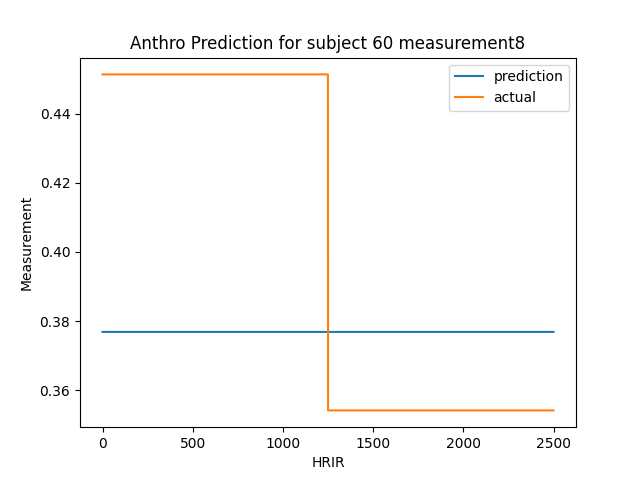 Anthro Prediction for subject 60 measurement8
prediction
actual
Measurement
0.44
0.42
0.40
0.38
0.36
0
500
1000
1500
2000
2500
HRIR